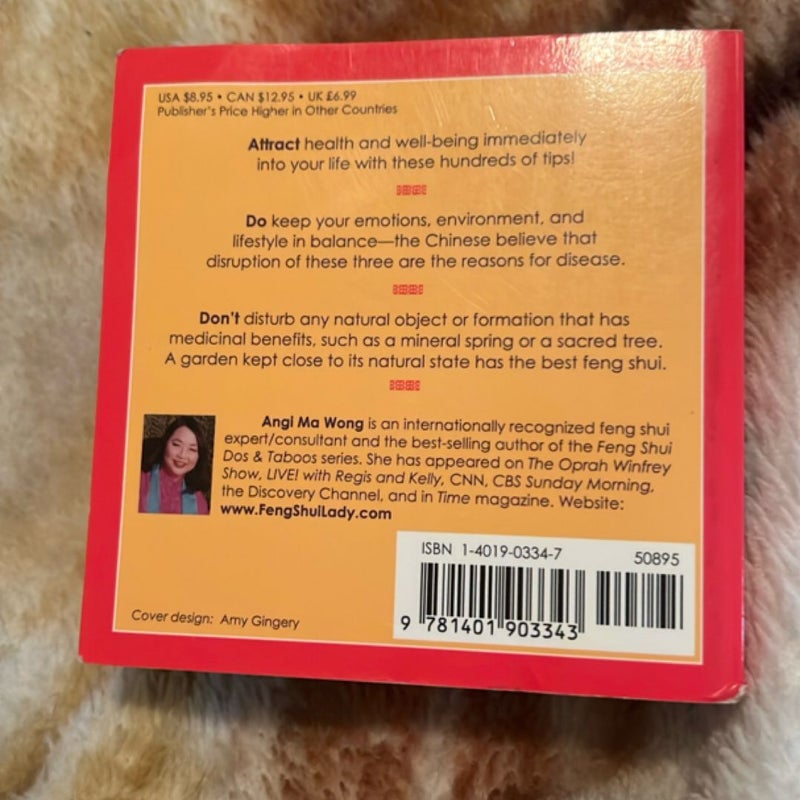 USA $8.95 • CAN $12.95 • UK £6.99
Publisher's Price Higher in Other Countries
Attract health and well-being immediately
into your life with these hundreds of tips!
Do keep your emotions, environment, and
lifestyle in balance—the Chinese believe that
disruption of these three are the reasons for disease.
Don't disturb any natural object or formation that has
medicinal benefits, such as a mineral spring or a sacred tree.
A garden kept close to its natural state has the best feng shui.
Angi Ma Wong is an internationally recognized feng shui
expert/consultant and the best-selling author of the Feng Shui
Dos & Taboos series. She has appeared on The Oprah Winfrey
Show, LIVE! with Regis and Kelly, CNN, CBS Sunday Morning,
the Discovery Channel, and in Time magazine. Website:
www.FengShuiLady.com
ISBN 1-4019-0334-7 50895
9 781401 903343
Cover design: Amy Gingery